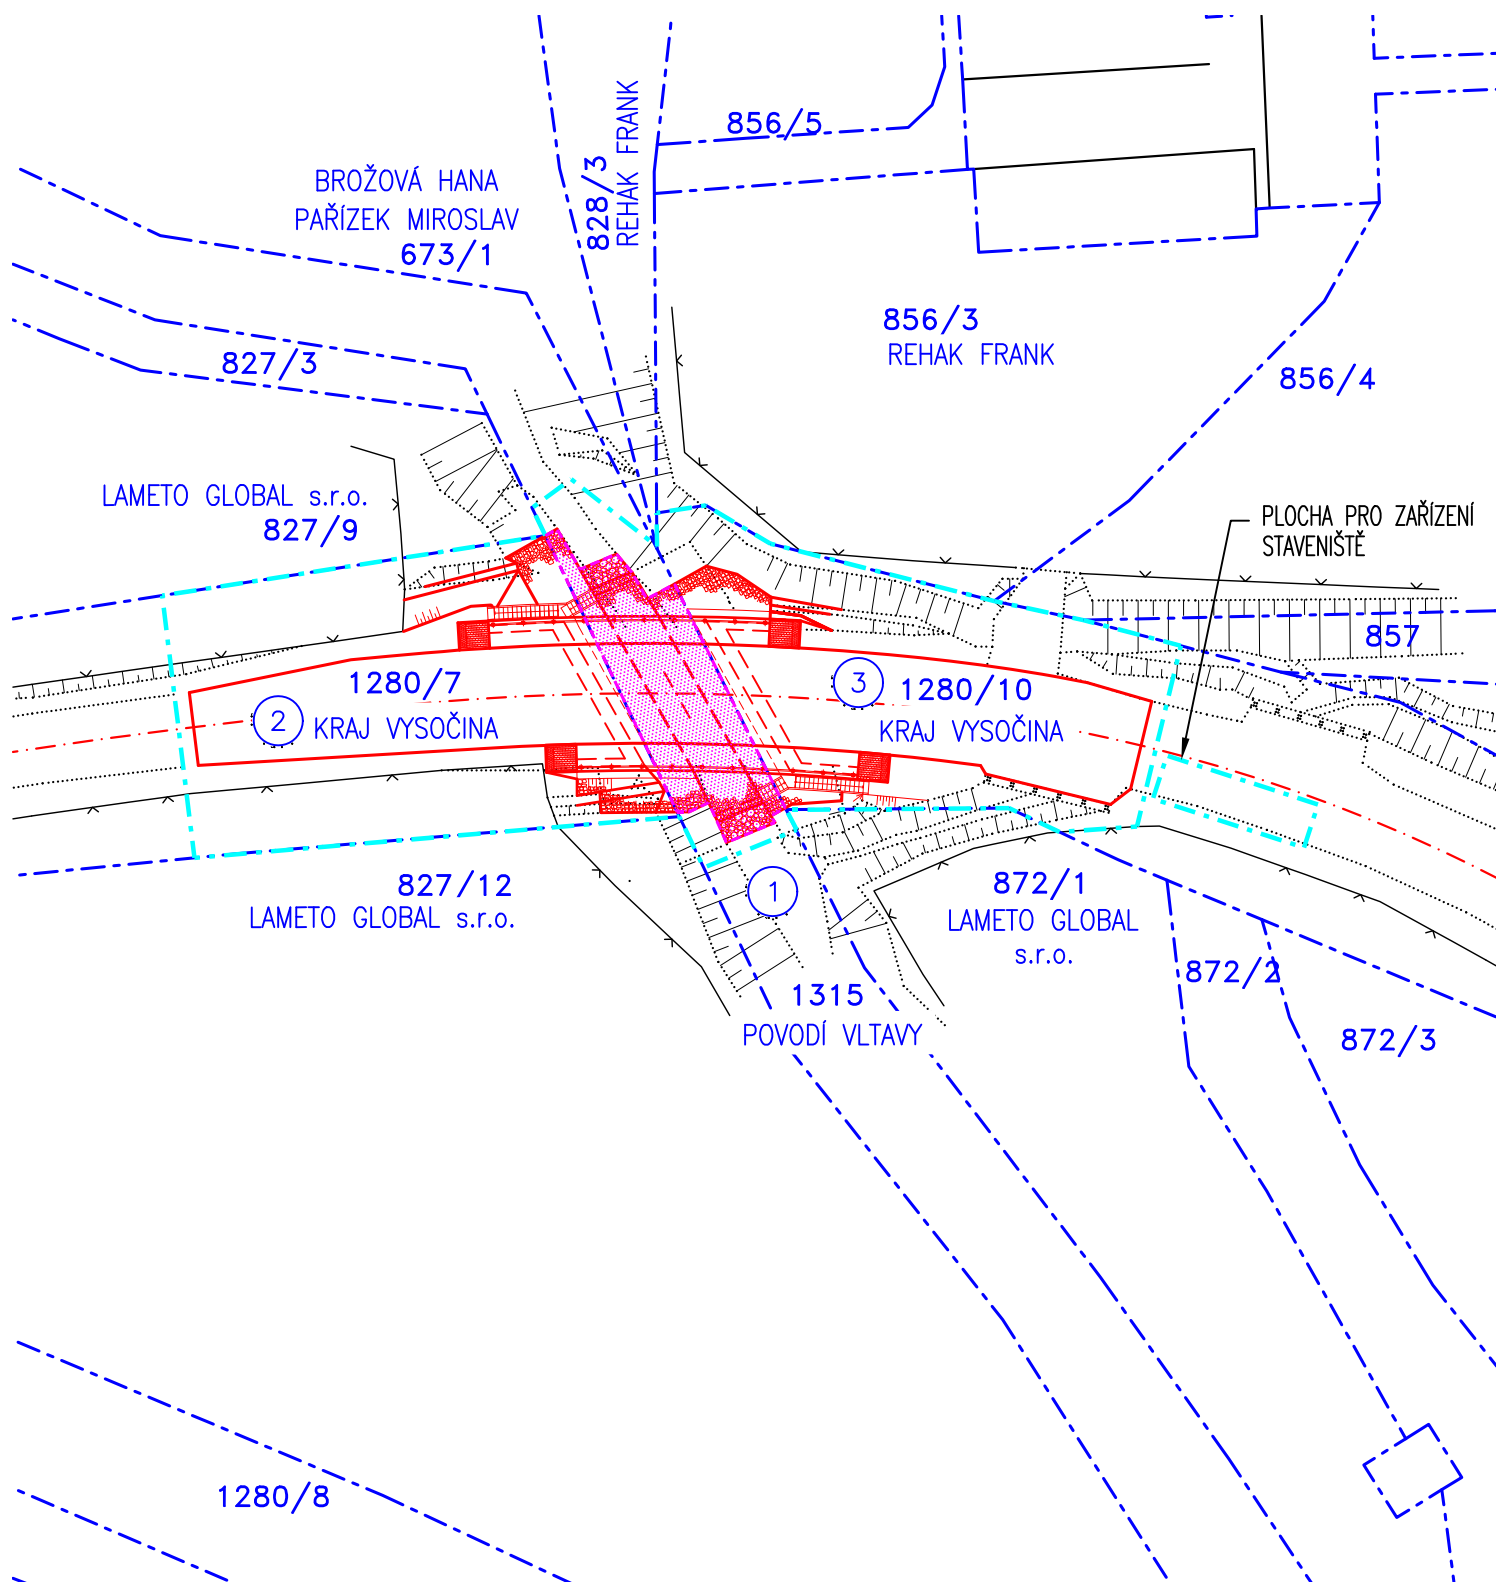 856/5
828/3
REHAK FRANK
BROŽOVÁ HANA
PAŘÍZEK MIROSLAV
673/1
856/3
REHAK FRANK
827/3
856/4
LAMETO GLOBAL s.r.o.
827/9
PLOCHA PRO ZAŘÍZENÍ
STAVENIŠTĚ
857
1280/7
2
KRAJ VYSOČINA
3
1280/10
KRAJ VYSOČINA
827/12
LAMETO GLOBAL s.r.o.
1
872/1
LAMETO GLOBAL
s.r.o.
872/2
1315
POVODÍ VLTAVY
872/3
1280/8